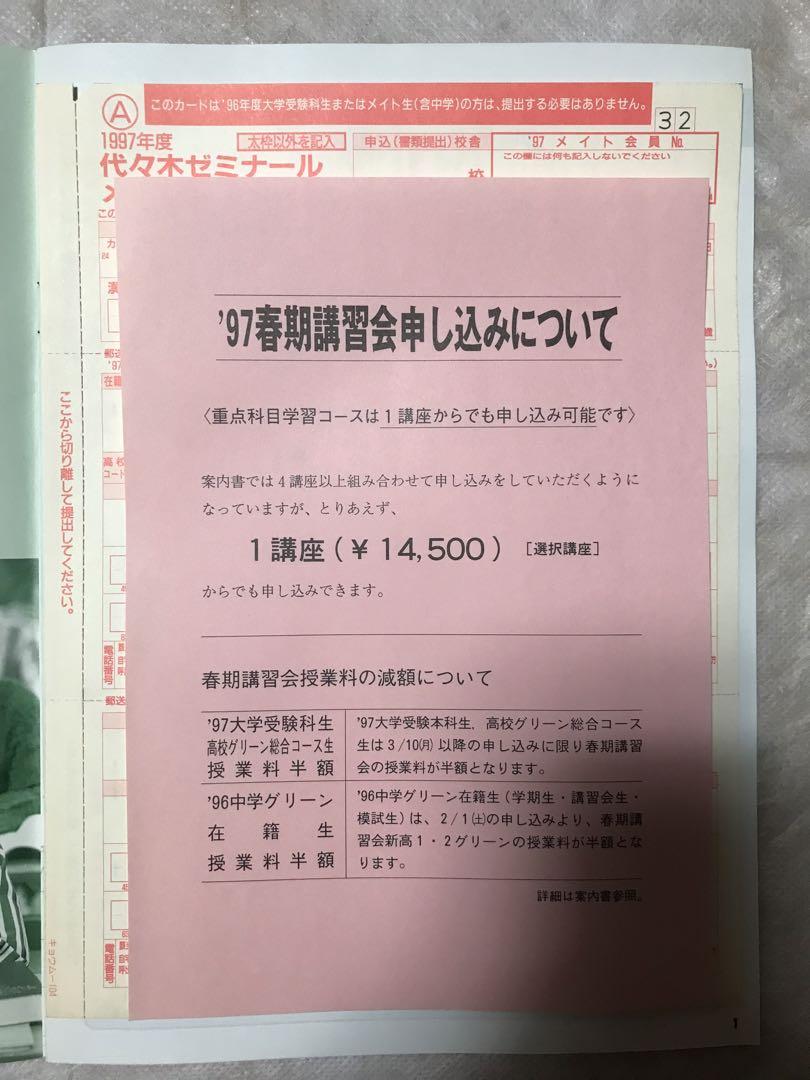 A
このカードは'96年度大学受験科生またはメイト生(含中学)の方は、提出する必要はありません。
32
1997年度
太枠以外を記入
申込(書類提出)校舎
'97 メイト会員 No.
この欄には何も記入しないでください
代々木ゼミナール
校
'97春期講習会申し込みについて
〈重点科目学習コースは1講座からでも申し込み可能です〉
案内書では4講座以上組み合わせて申し込みをしていただくように
なっていますが、とりあえず、
1講座(¥14,500) [選択講座]
からでも申し込みできます。
春期講習会授業料の減額について
'97大学受験科生
高校グリーン総合コース生
授業料半額
'97大学受験本科生、高校グリーン総合コース
生は3/10(月)以降の申し込みに限り春期講習
会の授業料が半額となります。
'96中学グリーン
在籍生
授業料半額
'96中学グリーン在籍生(学期生・講習会生・
模試生)は、2/1(土)の申し込みより、春期講
習会新高1・2グリーンの授業料が半額とな
ります。
詳細は案内書参照。
ここから切り離して提出してください。
電話番号
電話番号
キョウム-104
1